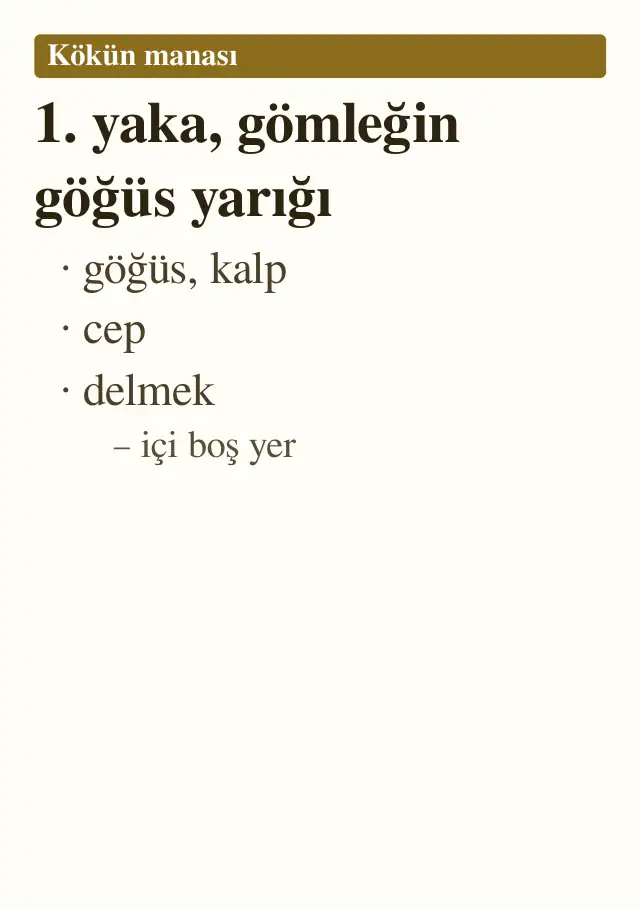 Kökün manası
1. yaka, gömleğin
göğüs yarığı
· göğüs, kalp
· cep
· delmek
– içi boş yer